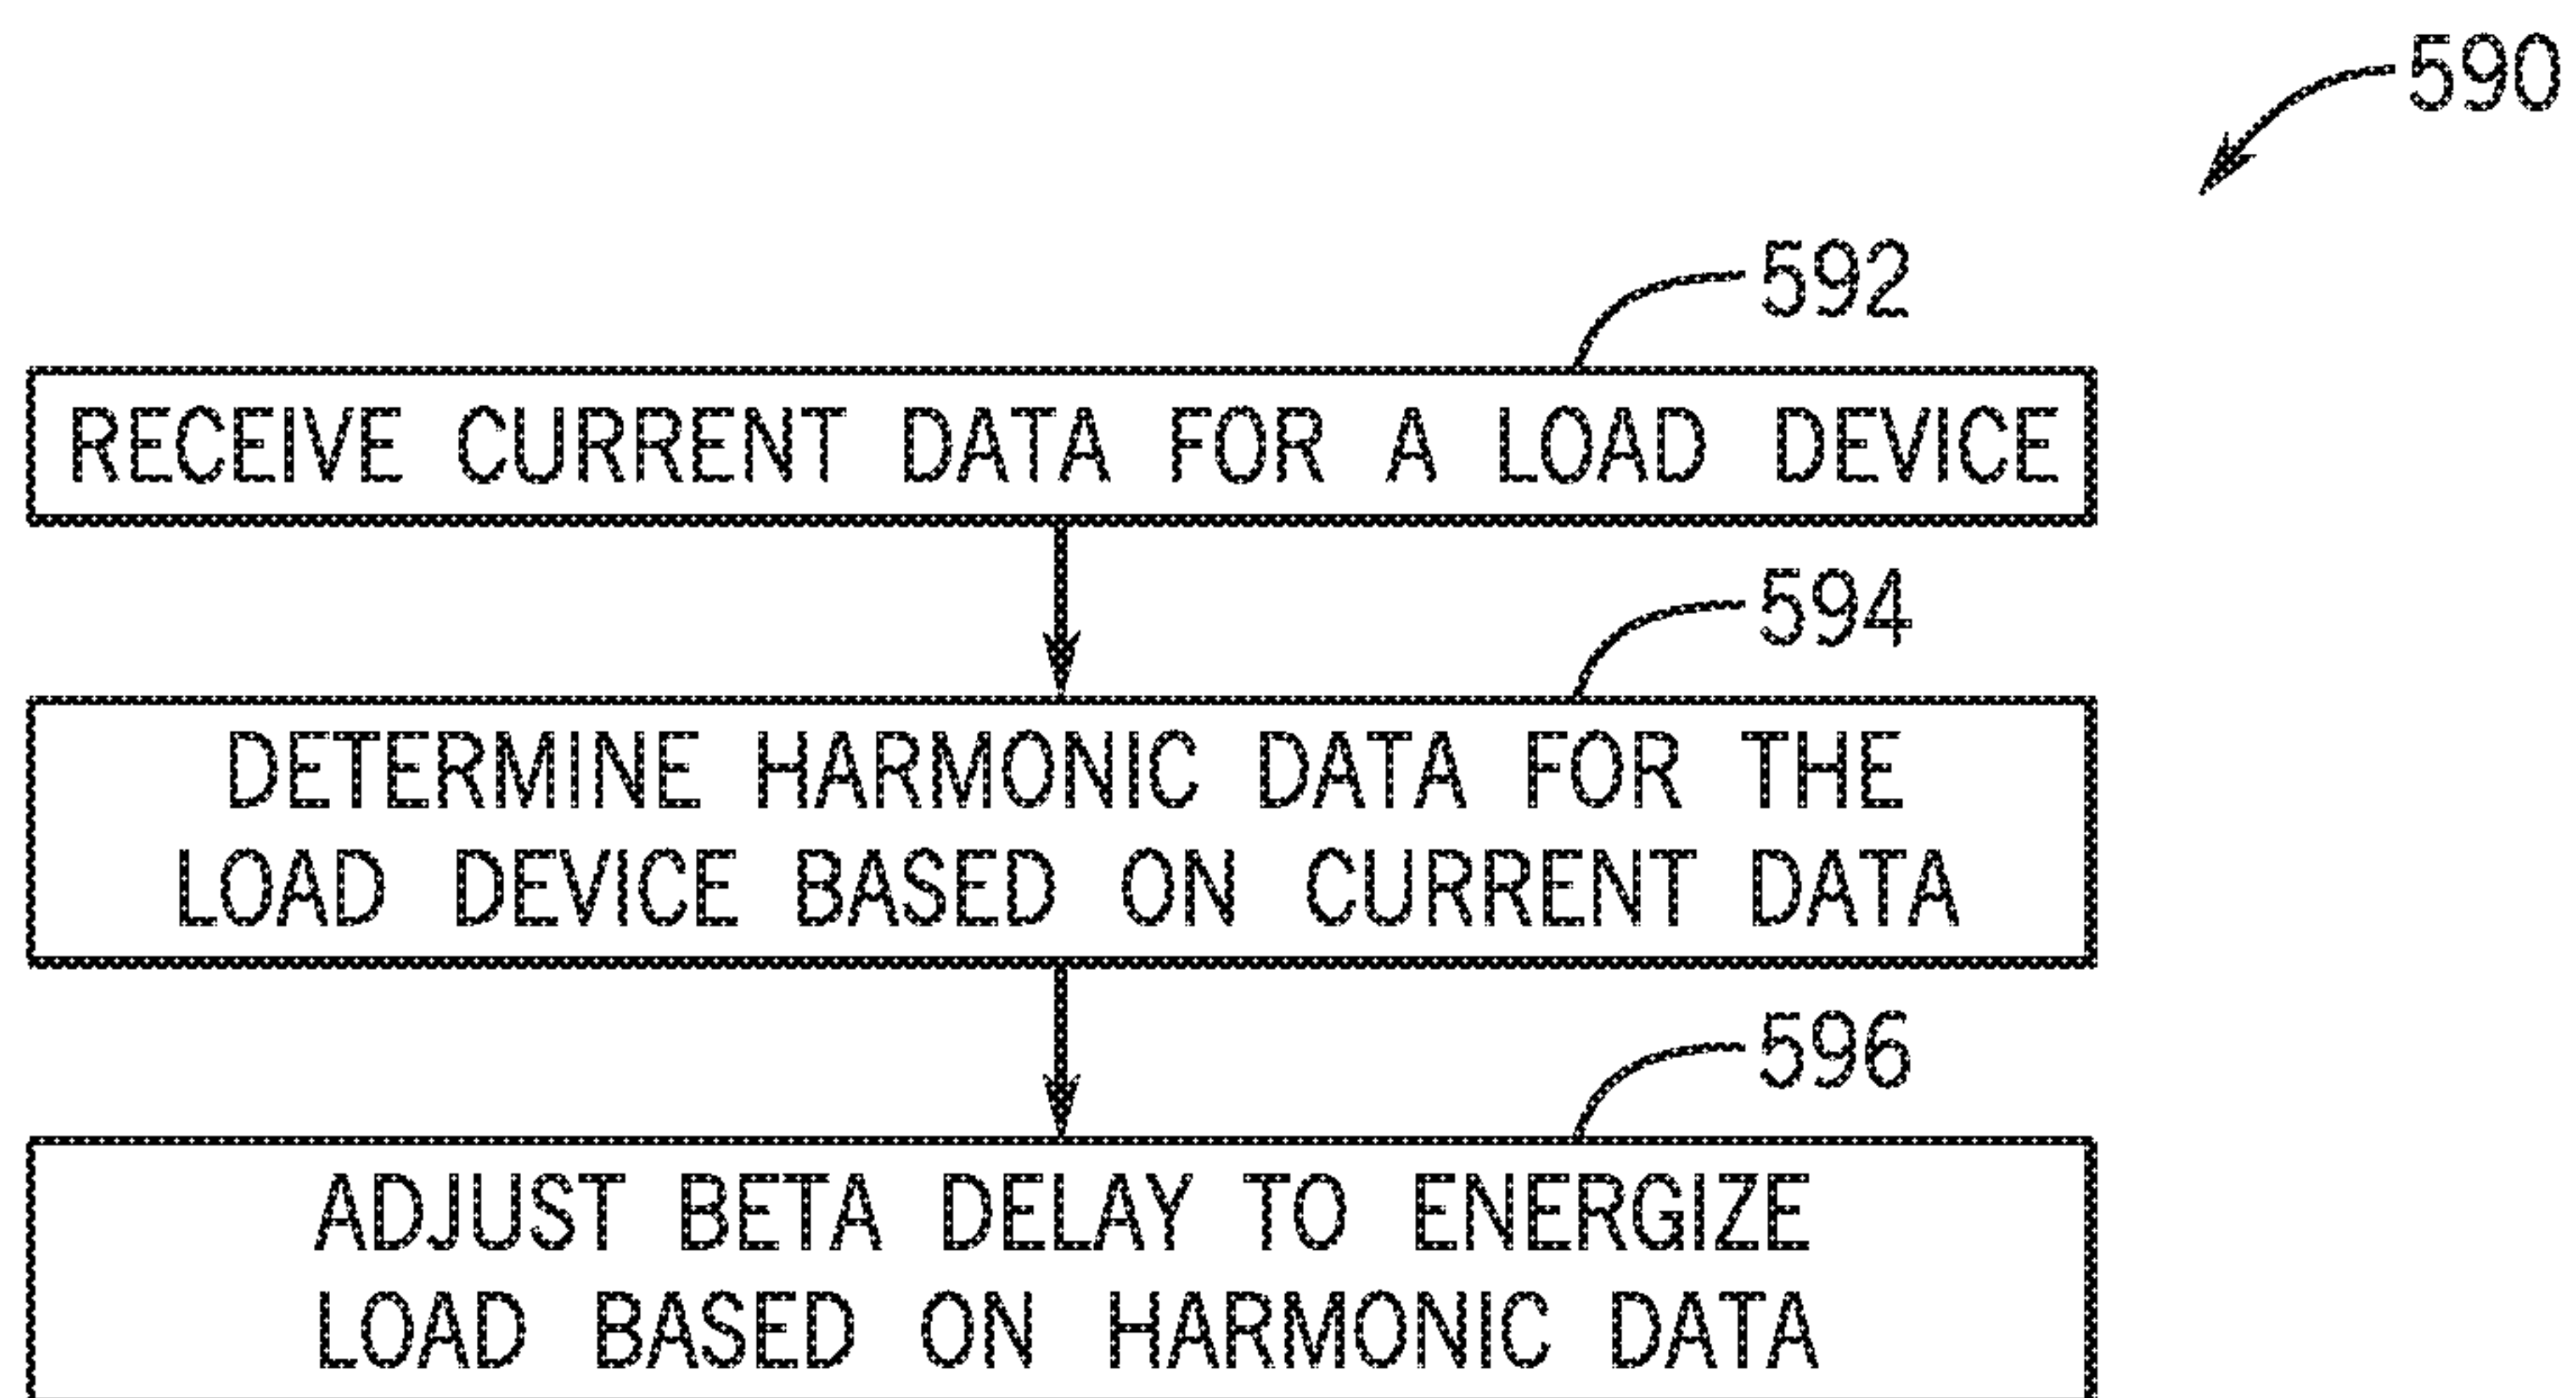 590
592
RECEIVE CURRENT DATA FOR A LOAD DEVICE
594
DETERMINE HARMONIC DATA FOR THE
LOAD DEVICE BASED ON CURRENT DATA
596
ADJUST BETA DELAY TO ENERGIZE
LOAD BASED ON HARMONIC DATA